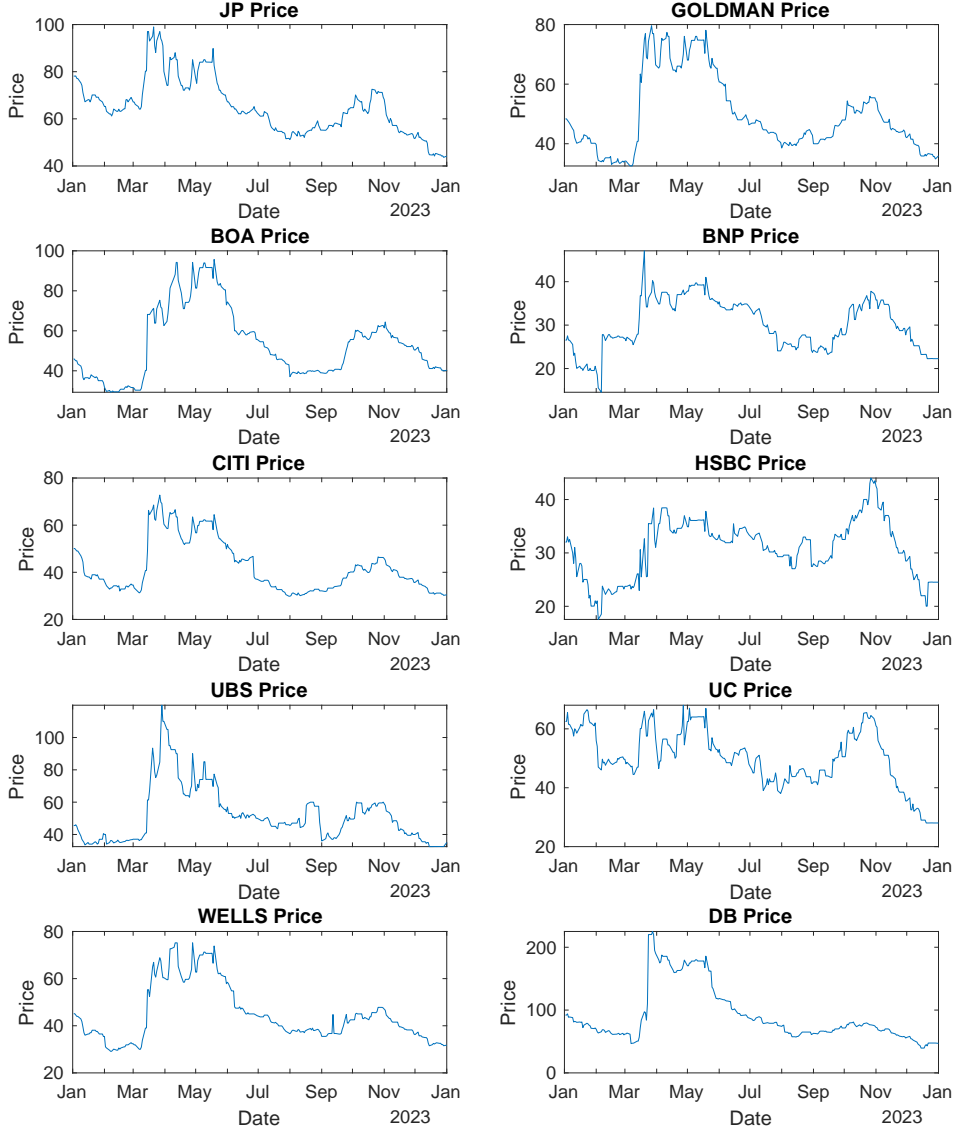 JP Price
100
80
60
40
Price
Jan Mar May Jul Sep Nov Jan
Date
2023
GOLDMAN Price
80
60
40
Price
Jan Mar May Jul Sep Nov Jan
Date
2023
BOA Price
100
80
60
40
Price
Jan Mar May Jul Sep Nov Jan
Date
2023
BNP Price
40
30
20
Price
Jan Mar May Jul Sep Nov Jan
Date
2023
CITI Price
80
60
40
20
Price
Jan Mar May Jul Sep Nov Jan
Date
2023
HSBC Price
40
30
20
Price
Jan Mar May Jul Sep Nov Jan
Date
2023
UBS Price
100
80
60
40
Price
Jan Mar May Jul Sep Nov Jan
Date
2023
UC Price
60
40
20
Price
Jan Mar May Jul Sep Nov Jan
Date
2023
WELLS Price
80
60
40
20
Price
Jan Mar May Jul Sep Nov Jan
Date
2023
DB Price
200
100
0
Price
Jan Mar May Jul Sep Nov Jan
Date
2023